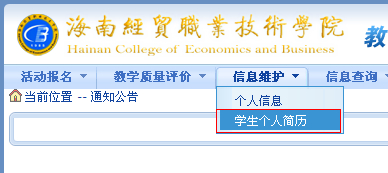 海南經貿職業技術學院 教
Hainan College of Economics and Business
活动报名 教学质量评价 信息维护 信息查询
当前位置 -- 通知公告
个人信息
学生个人简历